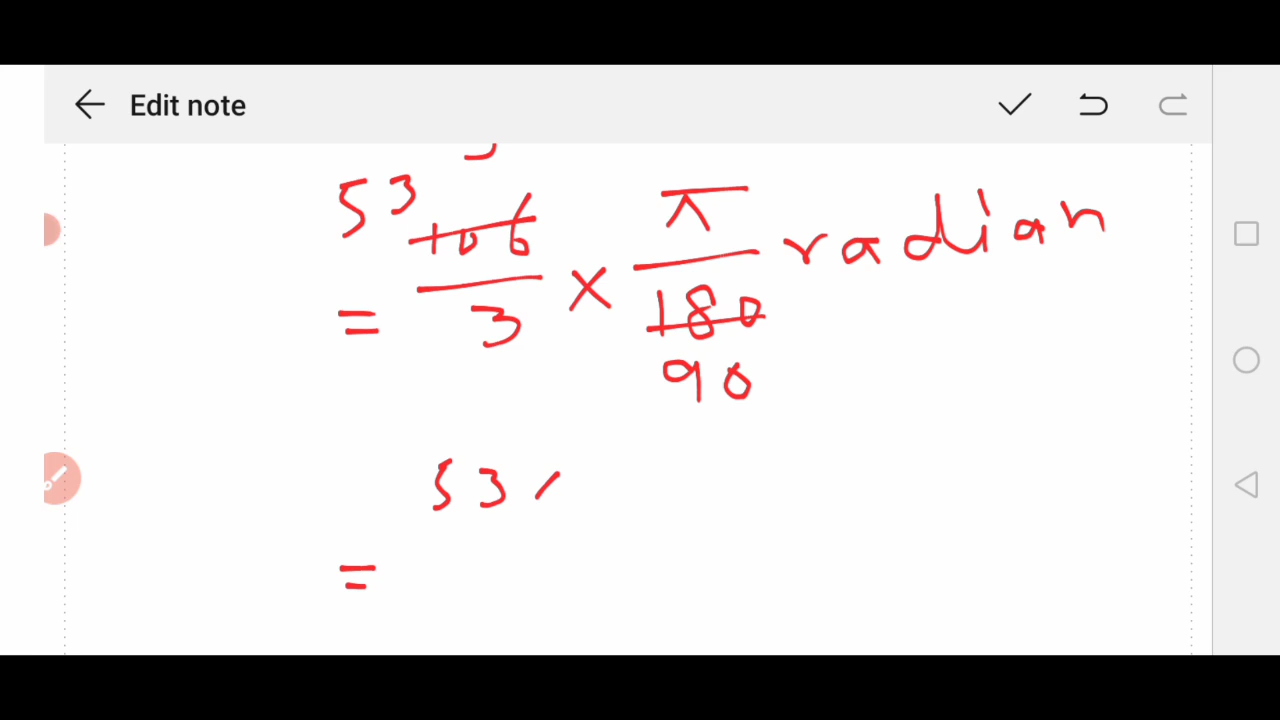 Edit note
53
106 π
= --- × --- radian
3 180
90
53
=